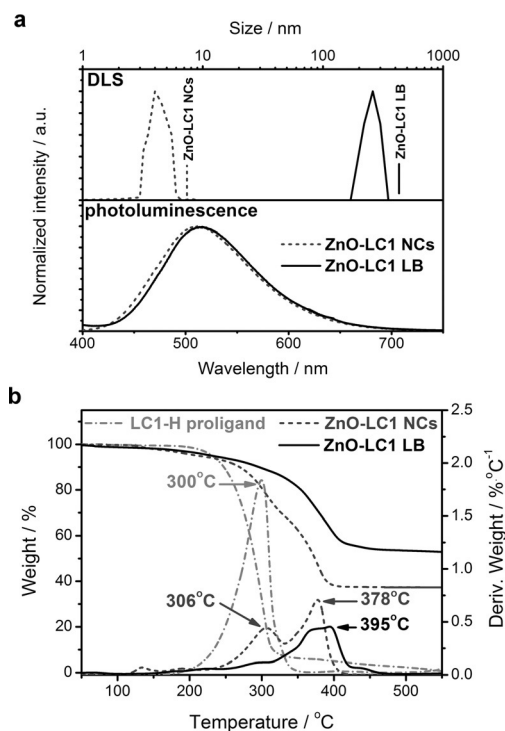 a
Size / nm
1 10 100 1000
DLS
ZnO-LC1 NCs
ZnO-LC1 LB
Normalized intensity / a.u.
photoluminescence
ZnO-LC1 NCs
ZnO-LC1 LB
400 500 600 700
Wavelength / nm
b
LC1-H proligand
ZnO-LC1 NCs
ZnO-LC1 LB
100
80
60
40
20
0
Weight / %
300°C
306°C
378°C
395°C
2.5
2.0
1.5
1.0
0.5
0.0
Deriv. Weight / %·°C-1
100 200 300 400 500
Temperature / °C